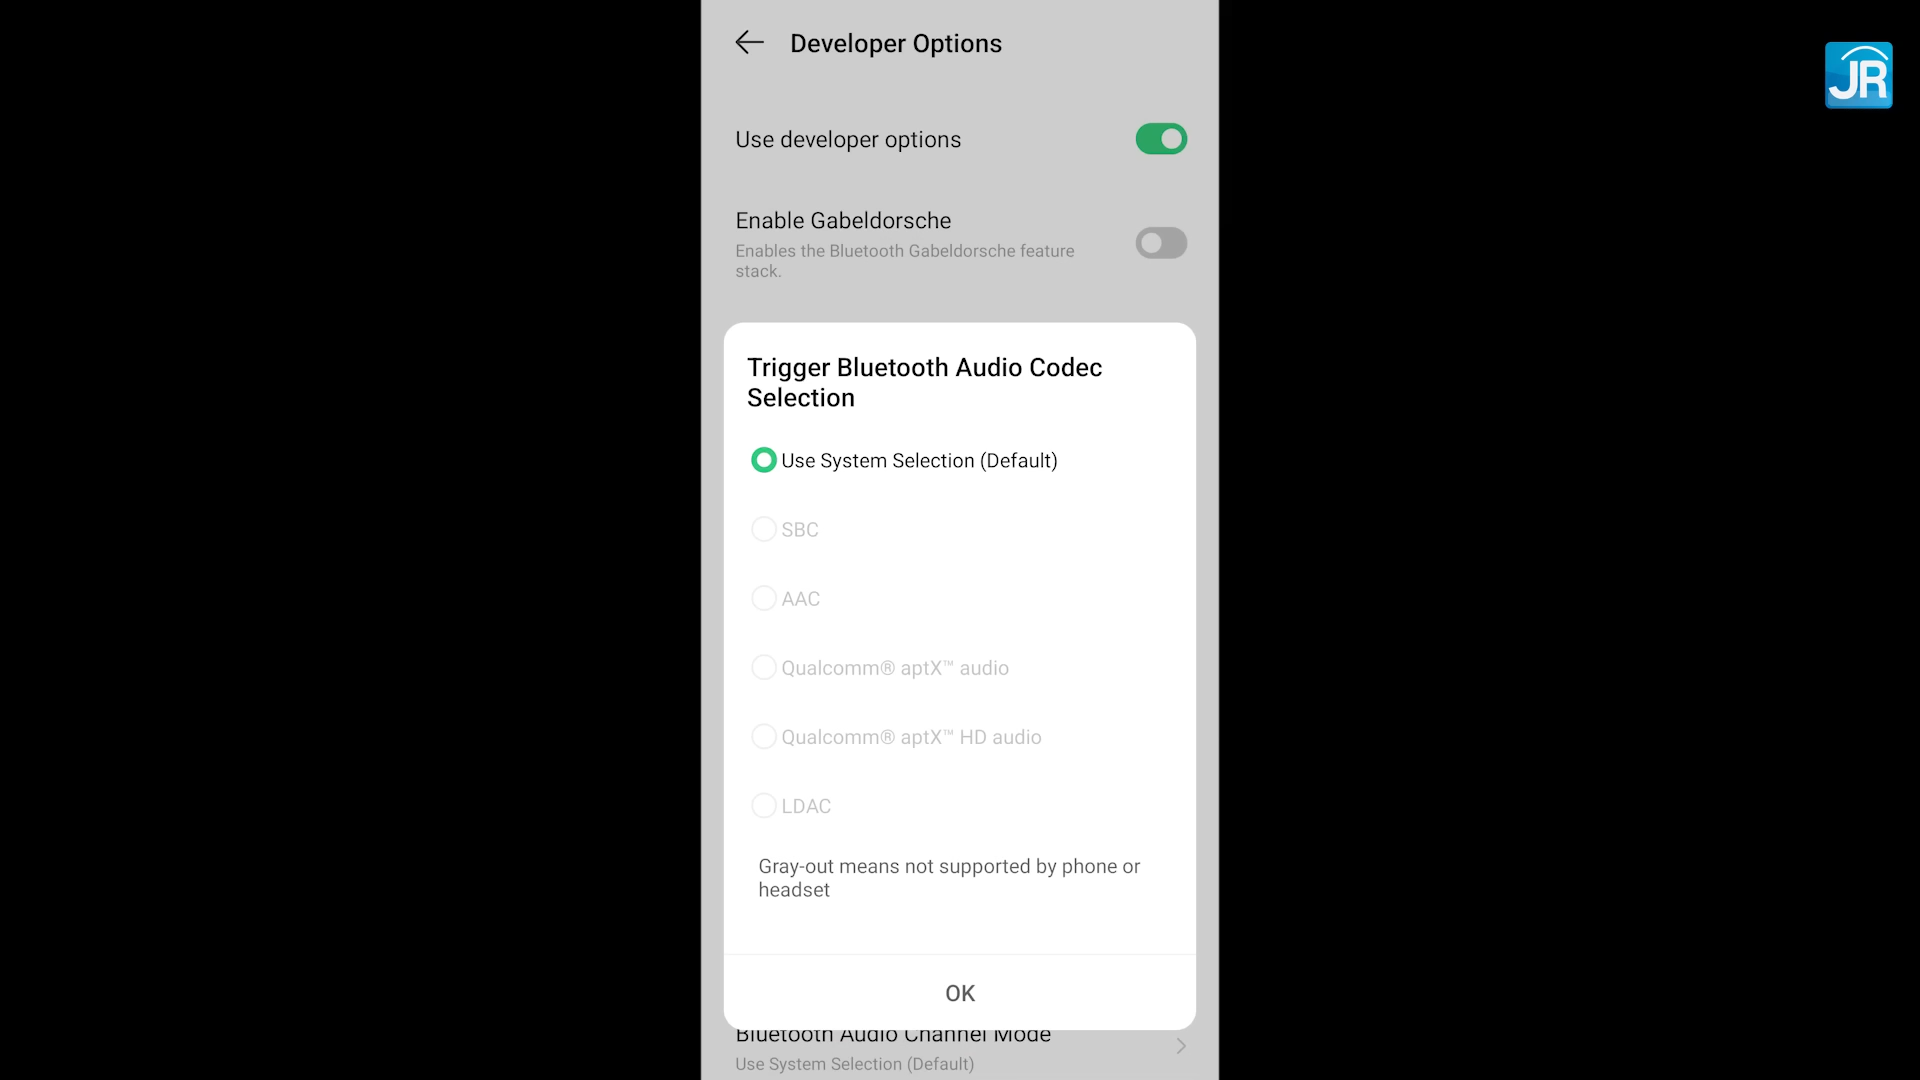 Developer Options
JR
Use developer options
Enable Gabeldorsche
Enables the Bluetooth Gabeldorsche feature
stack.
Trigger Bluetooth Audio Codec
Selection
Use System Selection (Default)
SBC
AAC
Qualcomm® aptX™ audio
Qualcomm® aptX™ HD audio
LDAC
Gray-out means not supported by phone or
headset
OK
Bluetooth Audio Channel Mode
Use System Selection (Default)